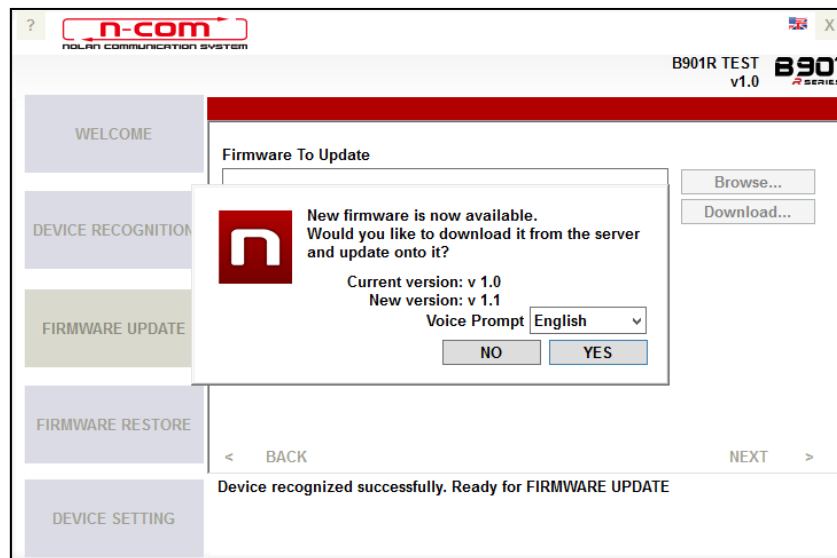 ?
n-com
NOLAN COMMUNICATION SYSTEM
X
B901R TEST
v1.0
B901
R SERIES
WELCOME
DEVICE RECOGNITION
FIRMWARE UPDATE
FIRMWARE RESTORE
DEVICE SETTING
Firmware To Update
Browse...
Download...
n
New firmware is now available.
Would you like to download it from the server
and update onto it?
Current version: v 1.0
New version: v 1.1
Voice Prompt English
NO YES
< BACK NEXT >
Device recognized successfully. Ready for FIRMWARE UPDATE